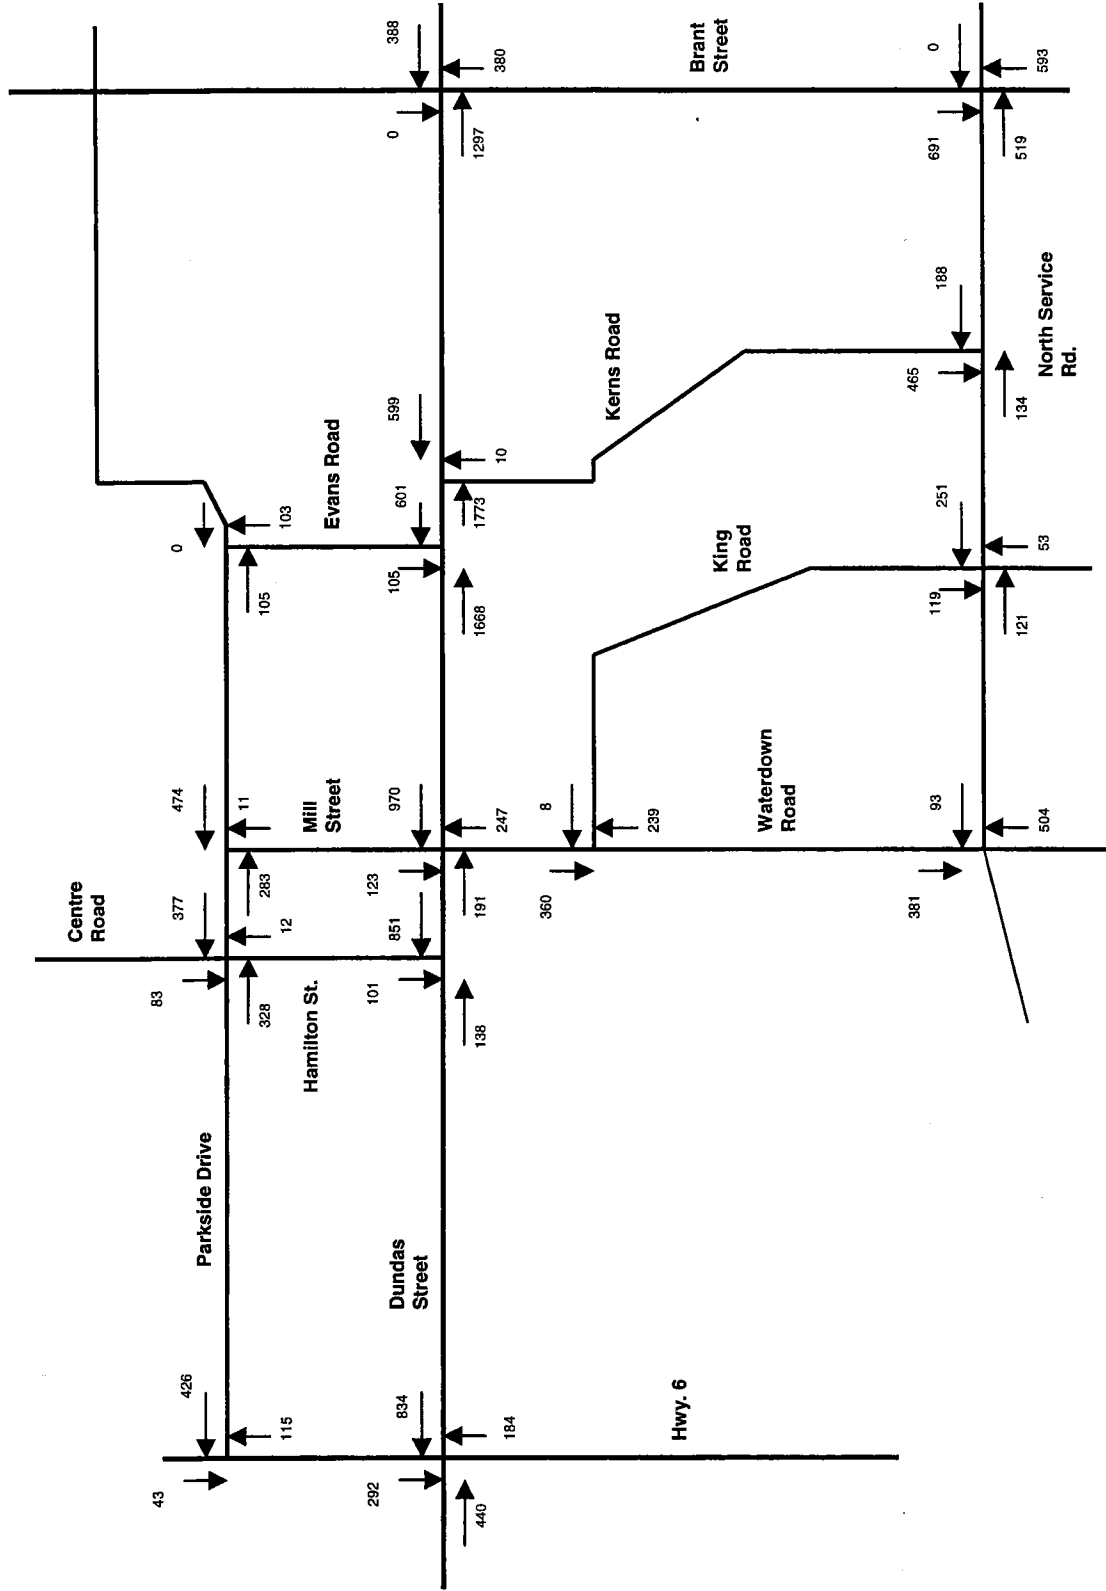 388
380
Brant
Street
0
593
0
1297
691
519
188
North Service
Rd.
465
134
Kerns Road
599
10
Evans Road
601
1773
103
0
105
105
1668
King
Road
251
53
119
121
474
11
Mill
Street
970
247
8
239
Waterdown
Road
93
504
Centre
Road
377
283
12
123
851
191
360
381
83
328
Hamilton St.
101
138
Parkside Drive
Dundas
Street
426
115
834
184
Hwy. 6
43
292
440